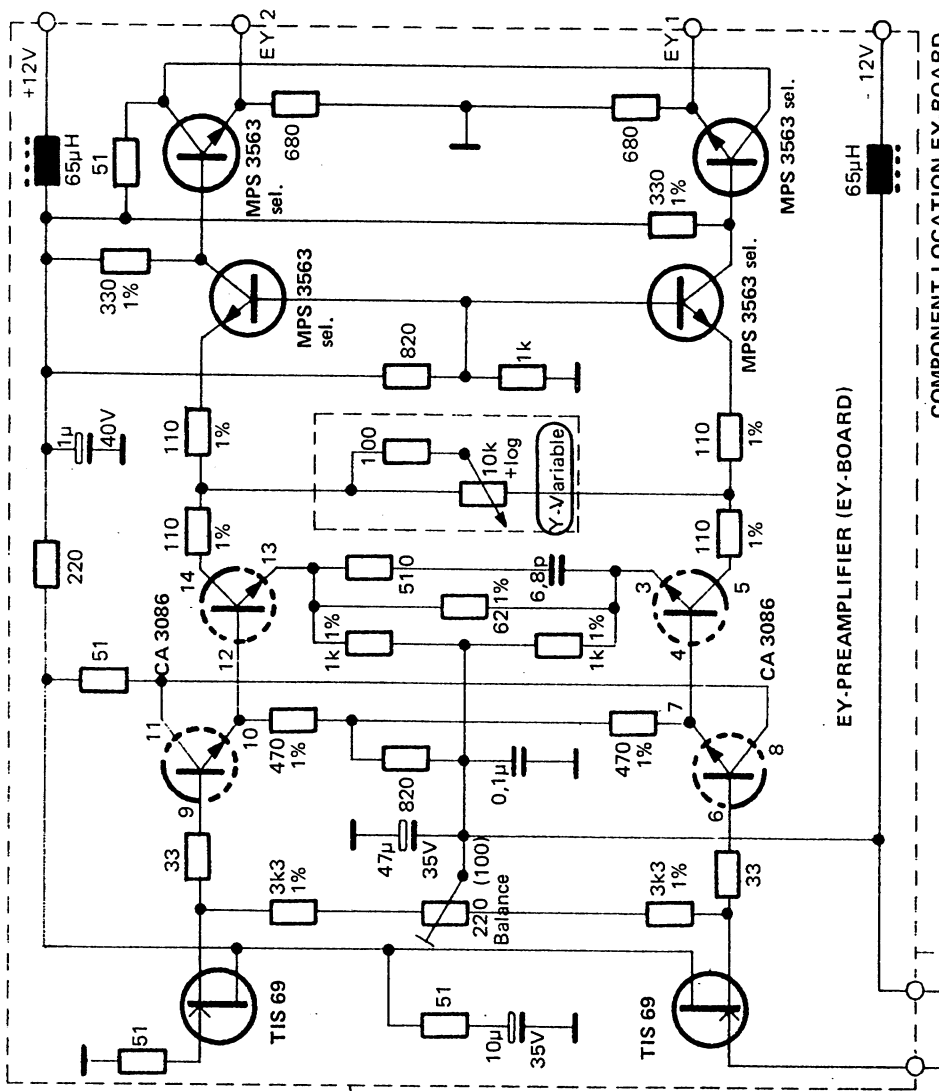 +12V
EY 2
EY 1
- 12V
65µH
51
680
680
65µH
MPS 3563
sel.
MPS 3563 sel.
330
1%
330
1%
MPS 3563
sel.
MPS 3563 sel.
820
1k
1µ
40V
110
1%
100
10k
+log
Y-Variable
110
1%
220
110
1%
110
1%
14
13
510
6,8p
3
5
62 1%
CA 3086
12
1k 1%
1k 1%
4
CA 3086
51
11
10
470
1%
7
470
1%
8
9
820
0,1µ
6
33
47µ
35V
33
3k3
1%
220 (100)
Balance
3k3
1%
TIS 69
51
10µ
35V
TIS 69
51
EY-PREAMPLIFIER (EY-BOARD)
COMPONENT LOCATION EY BOARD